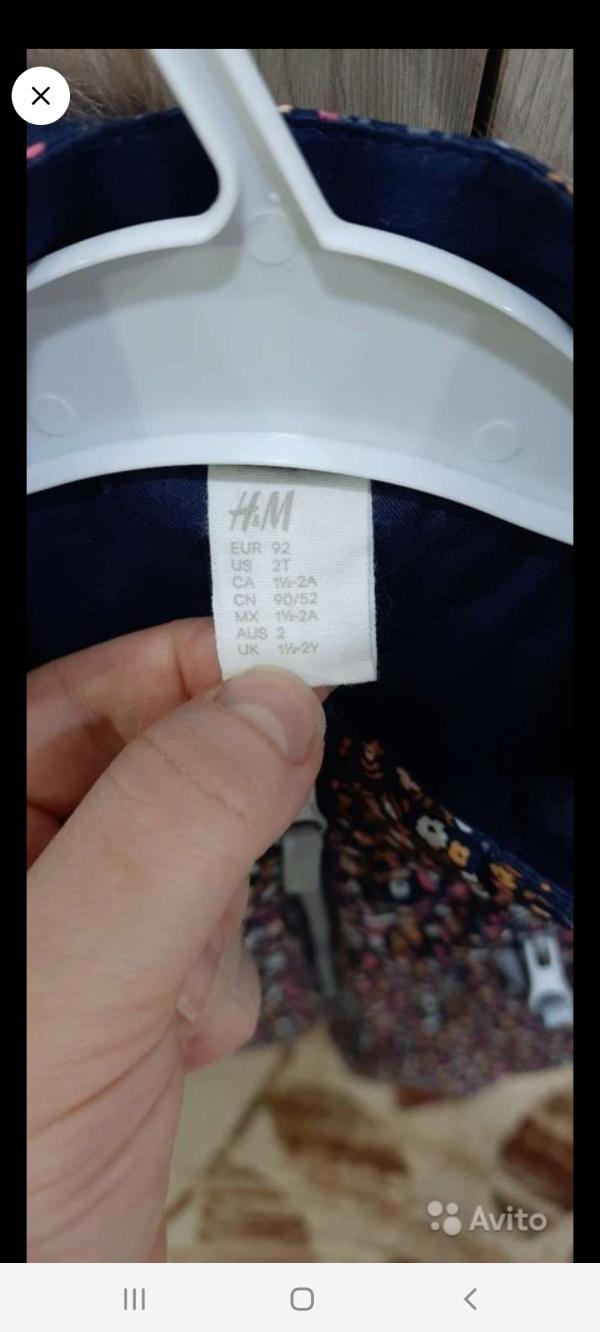 H&M
EUR 92
US 2T
CA 1½-2A
CN 90/52
MX 1½-2A
AUS 2
UK 1½-2Y
Avito